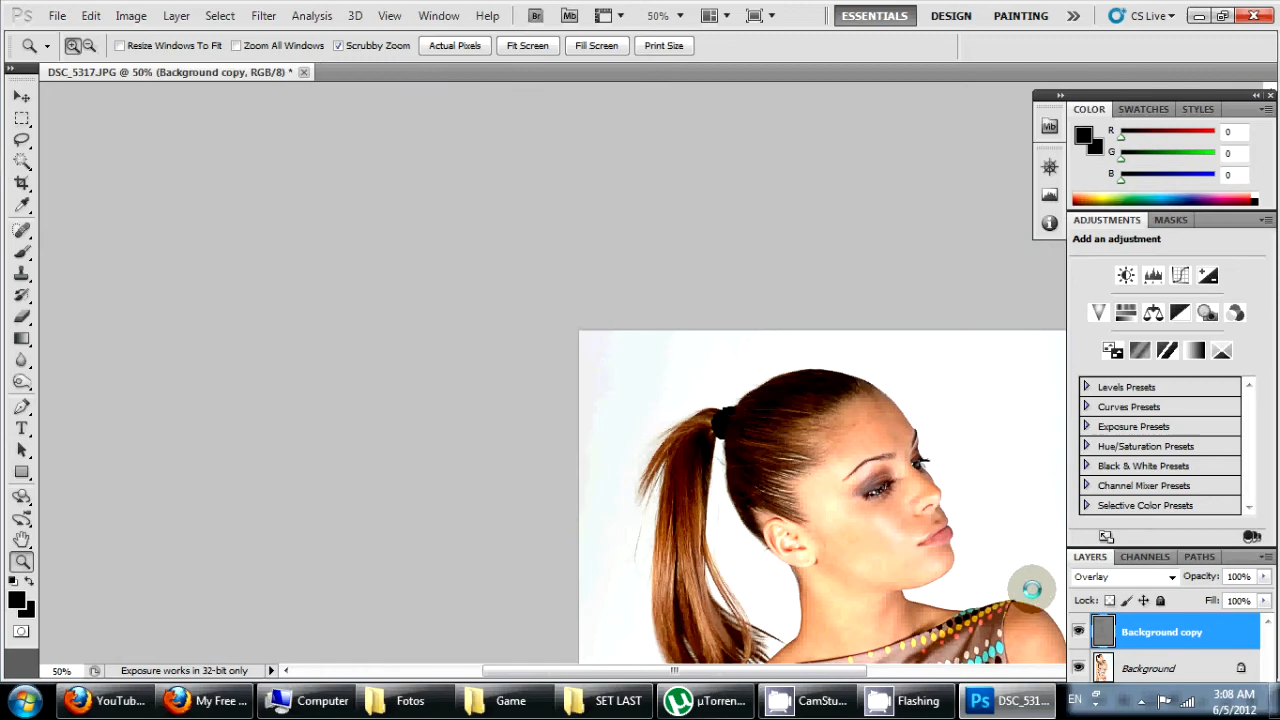 Ps File Edit Image Layer Select Filter Analysis 3D View Window Help Br Mb 50% ESSENTIALS DESIGN PAINTING CS Live
Resize Windows To Fit Zoom All Windows Scrubby Zoom Actual Pixels Fit Screen Fill Screen Print Size
DSC_5317.JPG @ 50% (Background copy, RGB/8) *
COLOR SWATCHES STYLES
Mb
R 0
G 0
B 0
ADJUSTMENTS MASKS
Add an adjustment
Levels Presets
Curves Presets
Exposure Presets
Hue/Saturation Presets
Black & White Presets
Channel Mixer Presets
Selective Color Presets
LAYERS CHANNELS PATHS
Overlay Opacity: 100%
Lock: Fill: 100%
Background copy
Background
50% Exposure works in 32-bit only
YouTub... My Free ... Computer Fotos Game SET LAST µTorren... CamStu... Flashing Ps DSC_531... EN 3:08 AM
6/5/2012